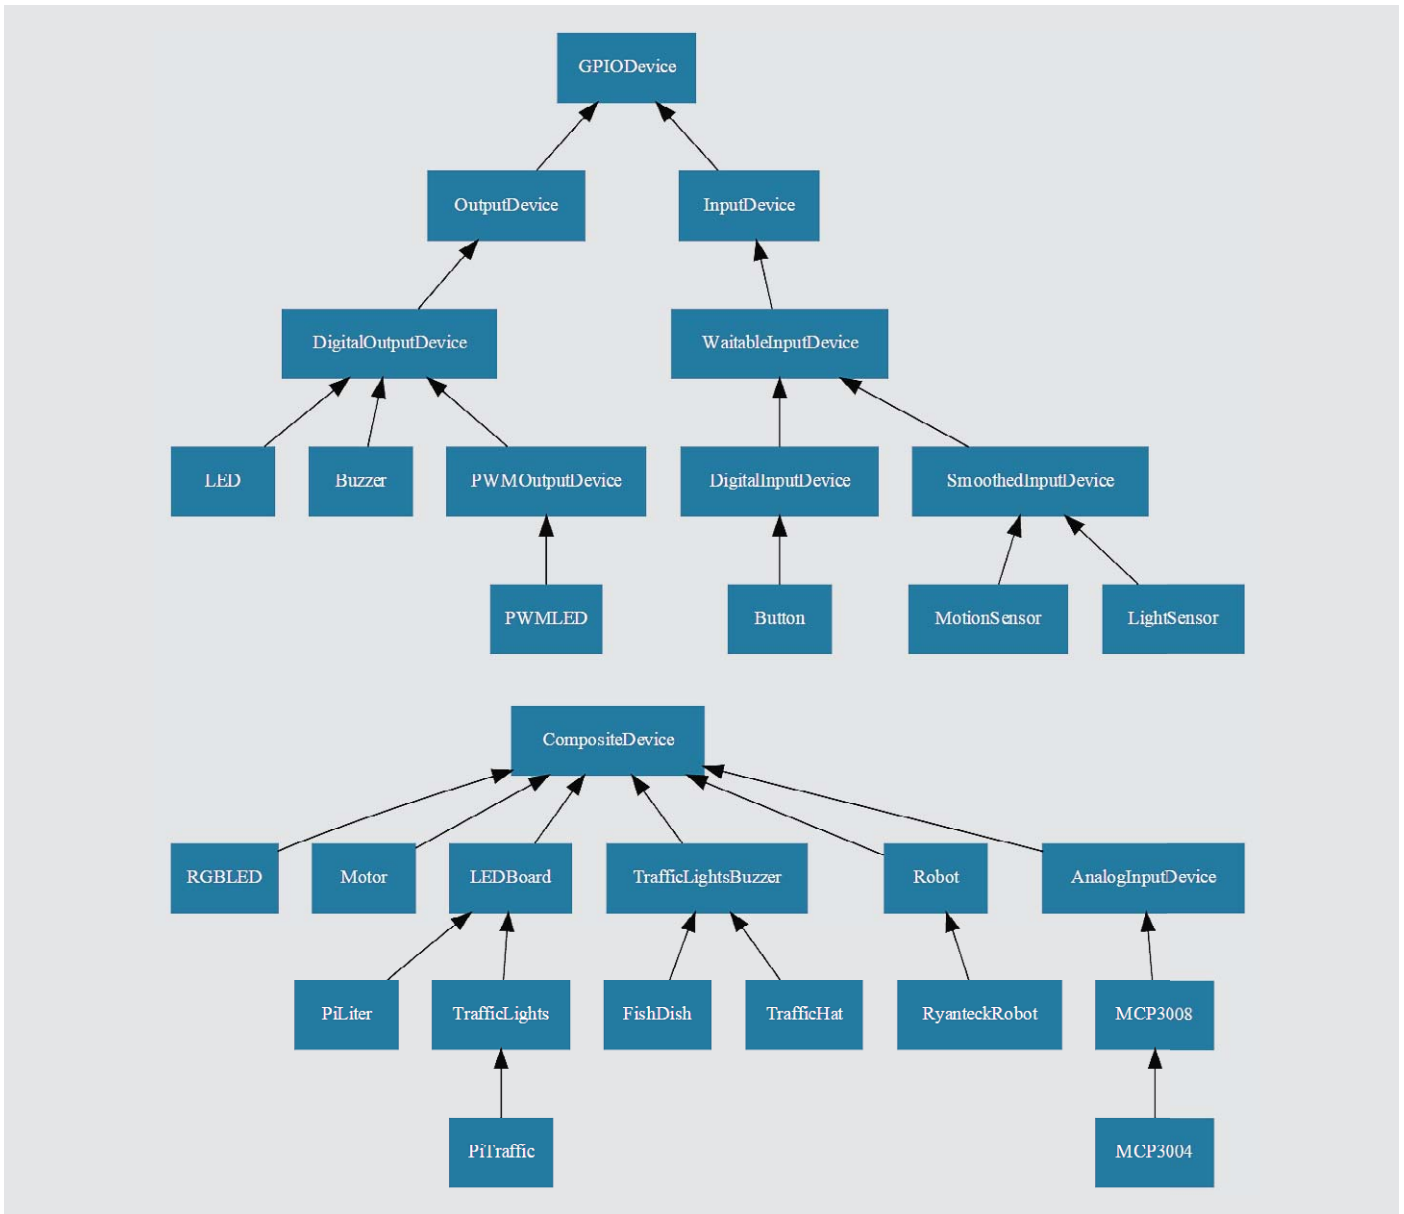 GPIODevice
OutputDevice
InputDevice
DigitalOutputDevice
WaitableInputDevice
LED
Buzzer
PWMOutputDevice
DigitalInputDevice
SmoothedInputDevice
PWMLED
Button
MotionSensor
LightSensor
CompositeDevice
RGBLED
Motor
LEDBoard
TrafficLightsBuzzer
Robot
AnalogInputDevice
PiLiter
TrafficLights
FishDish
TrafficHat
RyanteckRobot
MCP3008
PiTraffic
MCP3004